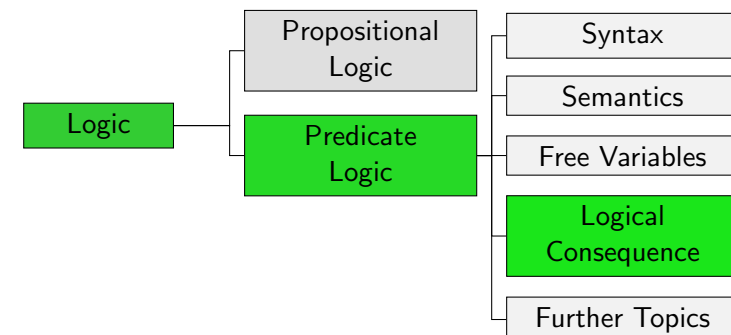 Logic
Propositional
Logic
Predicate
Logic
Syntax
Semantics
Free Variables
Logical
Consequence
Further Topics